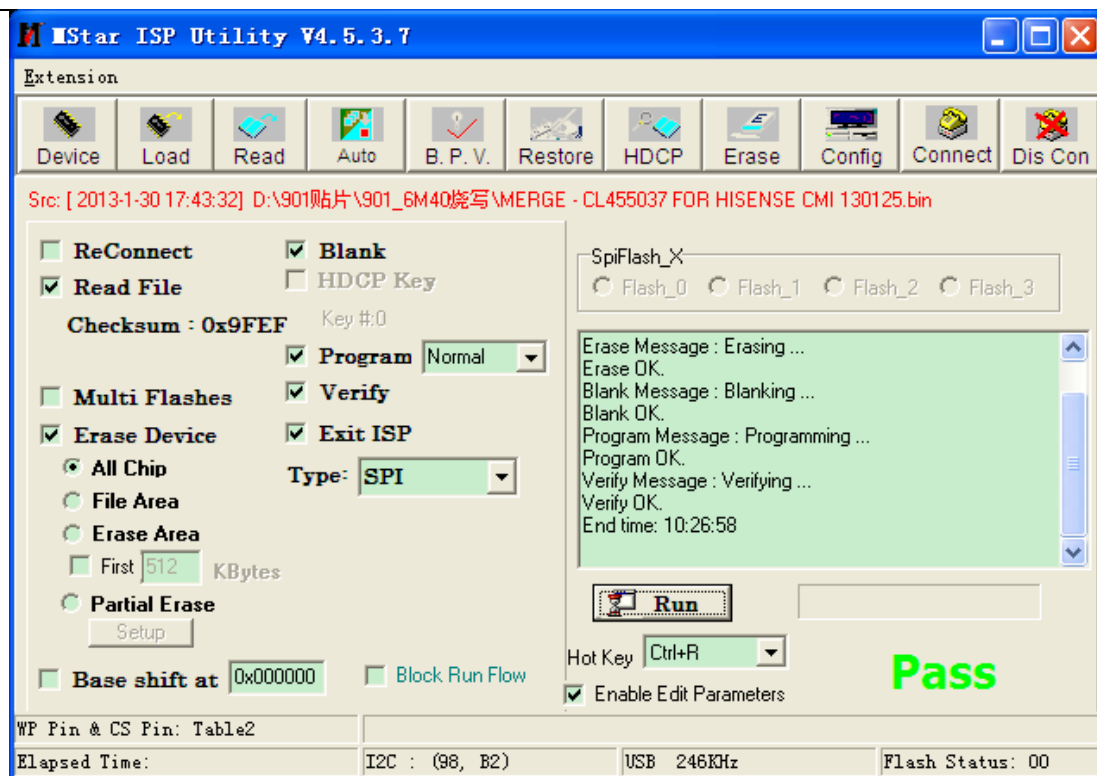 MStar ISP Utility V4.5.3.7
Extension
Device Load Read Auto B. P. V. Restore HDCP Erase Config Connect Dis Con
Src: [ 2013-1-30 17:43:32] D:\901贴片\901_6M40烧写\MERGE - CL455037 FOR HISENSE CMI 130125.bin
ReConnect
Read File
Checksum : 0x9FEF
Multi Flashes
Erase Device
All Chip
File Area
Erase Area
First 512 KBytes
Partial Erase
Setup
Base shift at 0x000000
Blank
HDCP Key
Key #:0
Program Normal
Verify
Exit ISP
Type: SPI
Block Run Flow
SpiFlash_X
Flash_0 Flash_1 Flash_2 Flash_3
Erase Message : Erasing ...
Erase OK.
Blank Message : Blanking ...
Blank OK.
Program Message : Programming ...
Program OK.
Verify Message : Verifying ...
Verify OK.
End time: 10:26:58
Run
Hot Key Ctrl+R
Enable Edit Parameters
Pass
WP Pin & CS Pin: Table2
Elapsed Time: I2C : (98, B2) USB 246KHz Flash Status: 00